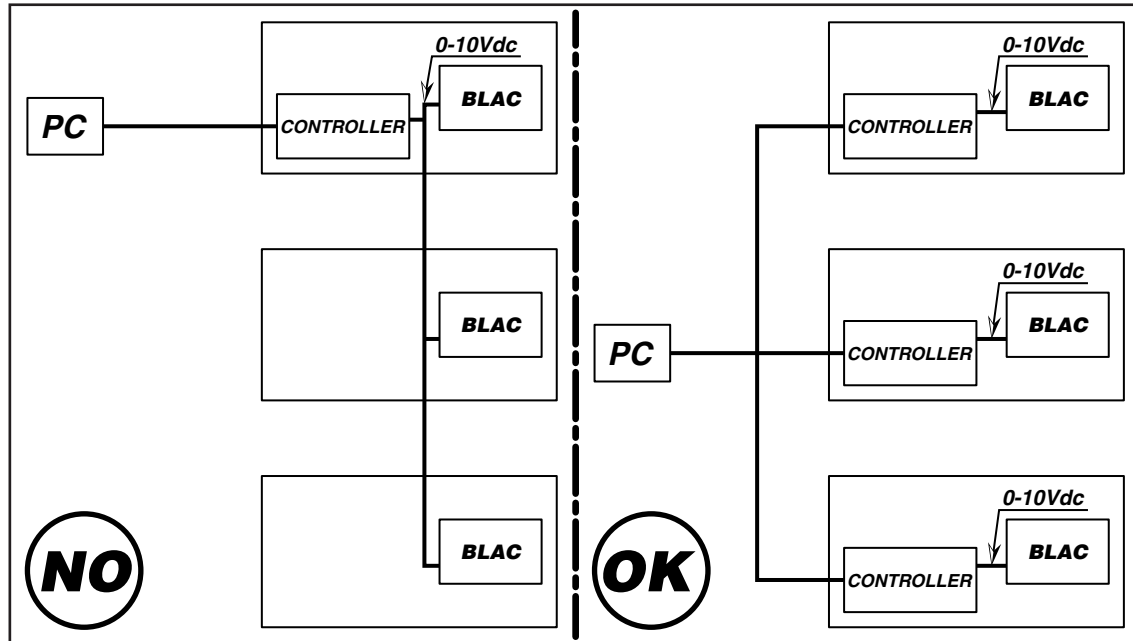 0-10Vdc
BLAC
PC
CONTROLLER
BLAC
BLAC
NO
0-10Vdc
BLAC
CONTROLLER
0-10Vdc
BLAC
PC
CONTROLLER
0-10Vdc
BLAC
CONTROLLER
OK